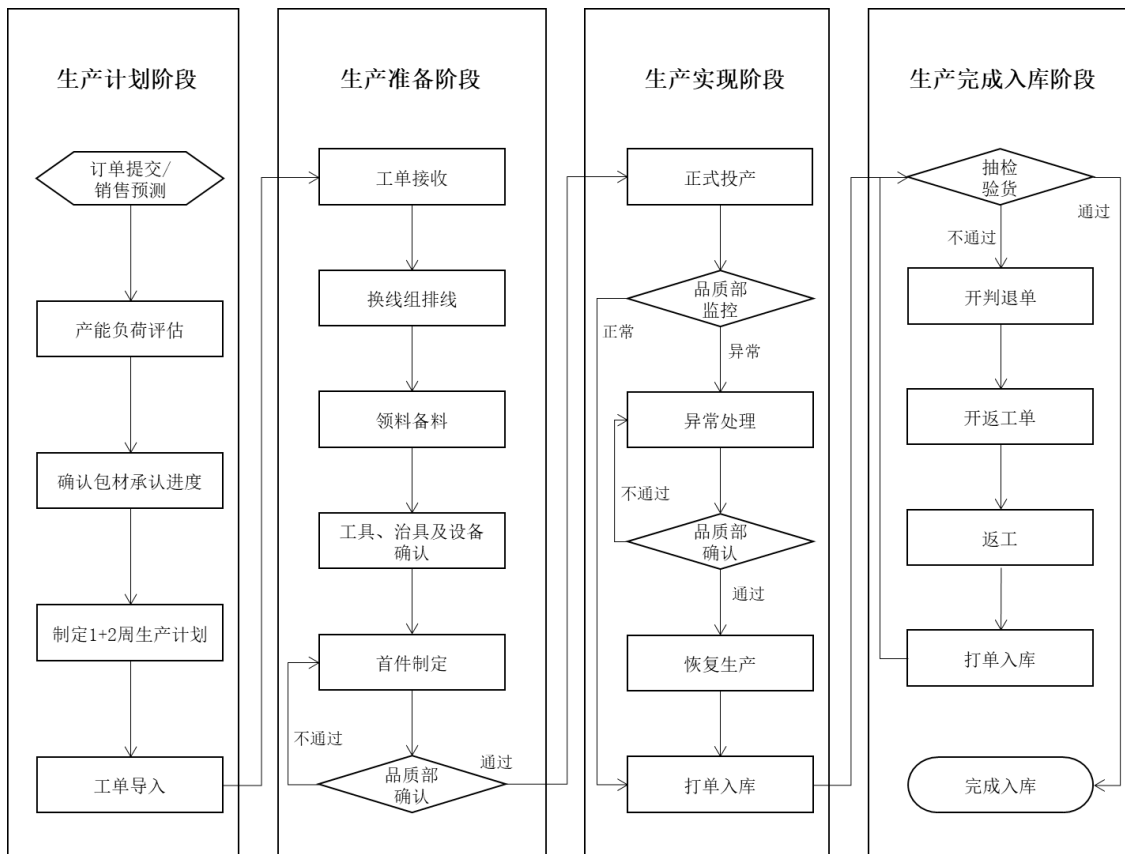 生产计划阶段
订单提交/
销售预测
产能负荷评估
确认包材承认进度
制定1+2周生产计划
工单导入
生产准备阶段
工单接收
换线组排线
领料备料
工具、治具及设备
确认
首件制定
不通过
品质部
确认
通过
生产实现阶段
正式投产
品质部
监控
正常
异常
异常处理
不通过
品质部
确认
通过
恢复生产
打单入库
生产完成入库阶段
抽检
验货
通过
不通过
开判退单
开返工单
返工
打单入库
完成入库